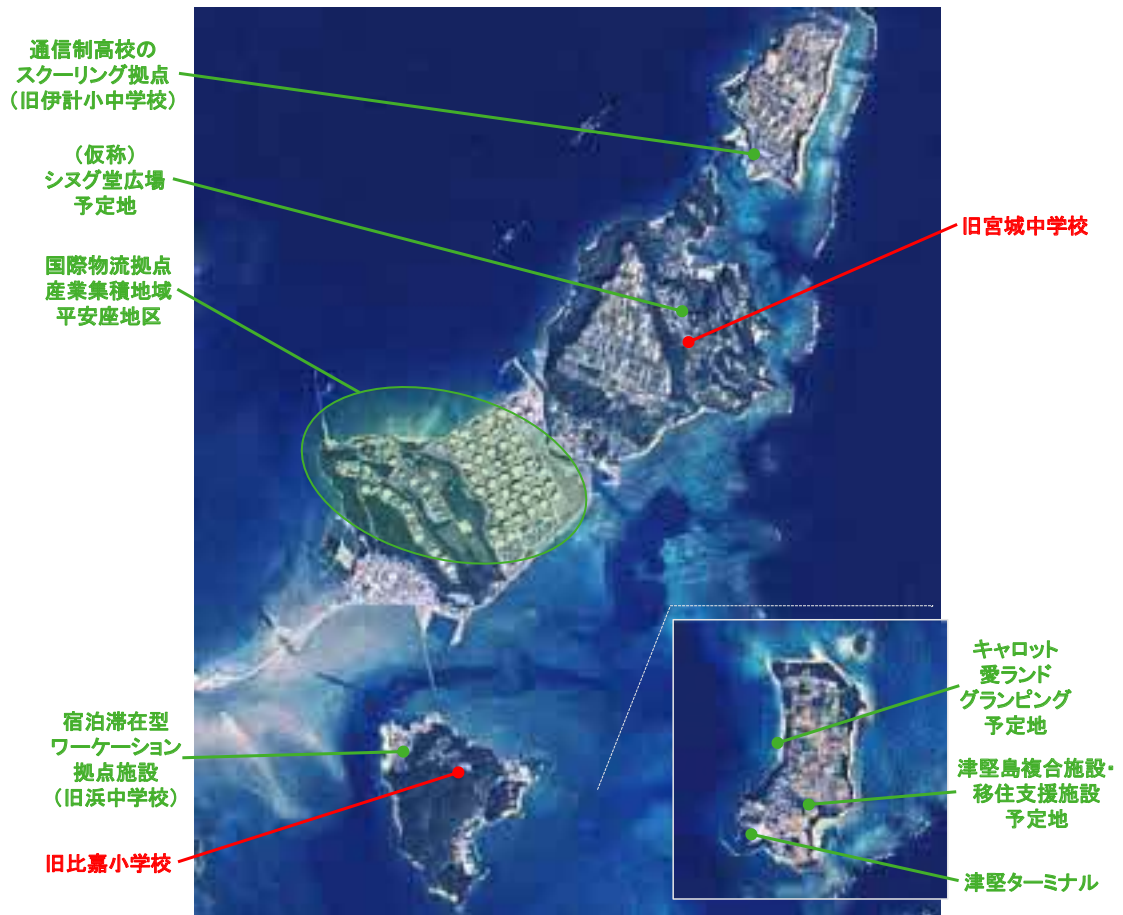 通信制高校の
スクーリング拠点
（旧伊計小中学校）
（仮称）
シヌグ堂広場
予定地
国際物流拠点
産業集積地域
平安座地区
旧宮城中学校
宿泊滞在型
ワーケーション
拠点施設
（旧浜中学校）
旧比嘉小学校
キャロット
愛ランド
グランピング
予定地
津堅島複合施設・
移住支援施設
予定地
津堅ターミナル